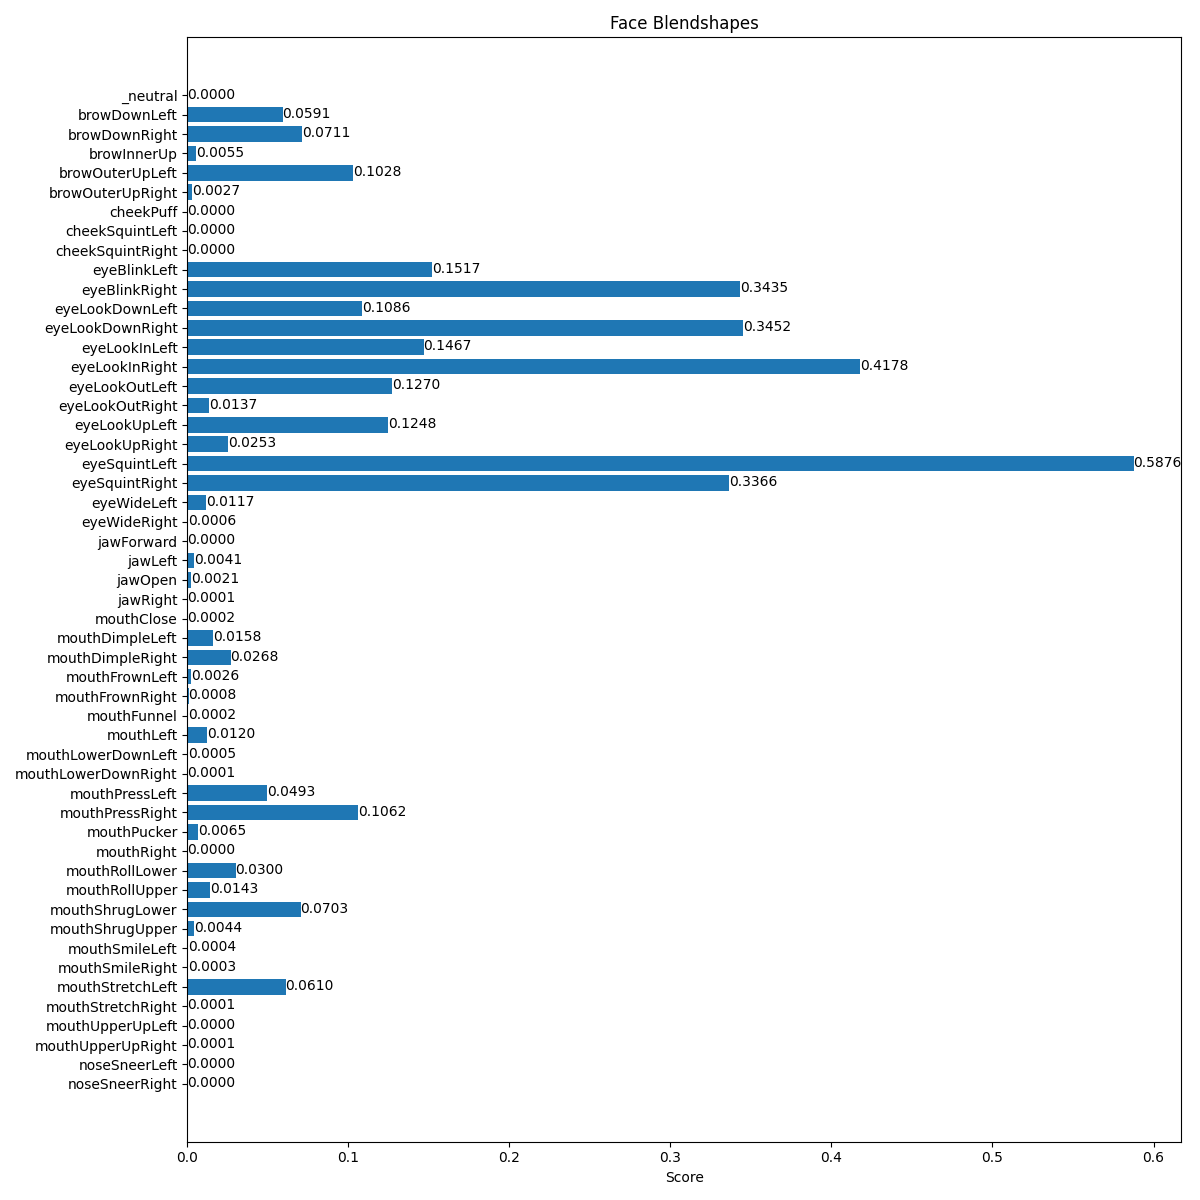 Face Blendshapes
_neutral 0.0000
browDownLeft 0.0591
browDownRight 0.0711
browInnerUp 0.0055
browOuterUpLeft 0.1028
browOuterUpRight 0.0027
cheekPuff 0.0000
cheekSquintLeft 0.0000
cheekSquintRight 0.0000
eyeBlinkLeft 0.1517
eyeBlinkRight 0.3435
eyeLookDownLeft 0.1086
eyeLookDownRight 0.3452
eyeLookInLeft 0.1467
eyeLookInRight 0.4178
eyeLookOutLeft 0.1270
eyeLookOutRight 0.0137
eyeLookUpLeft 0.1248
eyeLookUpRight 0.0253
eyeSquintLeft 0.5876
eyeSquintRight 0.3366
eyeWideLeft 0.0117
eyeWideRight 0.0006
jawForward 0.0000
jawLeft 0.0041
jawOpen 0.0021
jawRight 0.0001
mouthClose 0.0002
mouthDimpleLeft 0.0158
mouthDimpleRight 0.0268
mouthFrownLeft 0.0026
mouthFrownRight 0.0008
mouthFunnel 0.0002
mouthLeft 0.0120
mouthLowerDownLeft 0.0005
mouthLowerDownRight 0.0001
mouthPressLeft 0.0493
mouthPressRight 0.1062
mouthPucker 0.0065
mouthRight 0.0000
mouthRollLower 0.0300
mouthRollUpper 0.0143
mouthShrugLower 0.0703
mouthShrugUpper 0.0044
mouthSmileLeft 0.0004
mouthSmileRight 0.0003
mouthStretchLeft 0.0610
mouthStretchRight 0.0001
mouthUpperUpLeft 0.0000
mouthUpperUpRight 0.0001
noseSneerLeft 0.0000
noseSneerRight 0.0000
0.0 0.1 0.2 0.3 0.4 0.5 0.6
Score